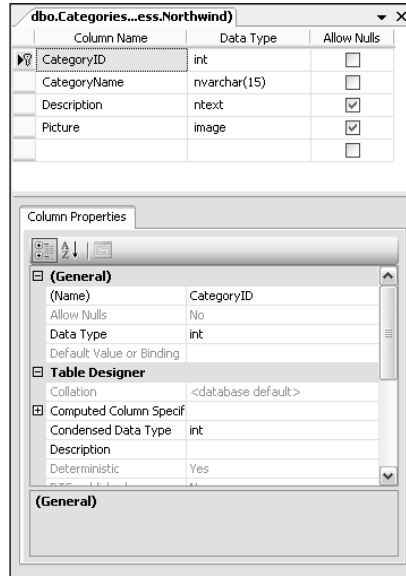 dbo.Categories...ess.Northwind)
Column Name Data Type Allow Nulls
CategoryID int
CategoryName nvarchar(15)
Description ntext
Picture image
Column Properties
(General)
(Name) CategoryID
Allow Nulls No
Data Type int
Default Value or Binding
Table Designer
Collation <database default>
Computed Column Specif
Condensed Data Type int
Description
Deterministic Yes
(General)